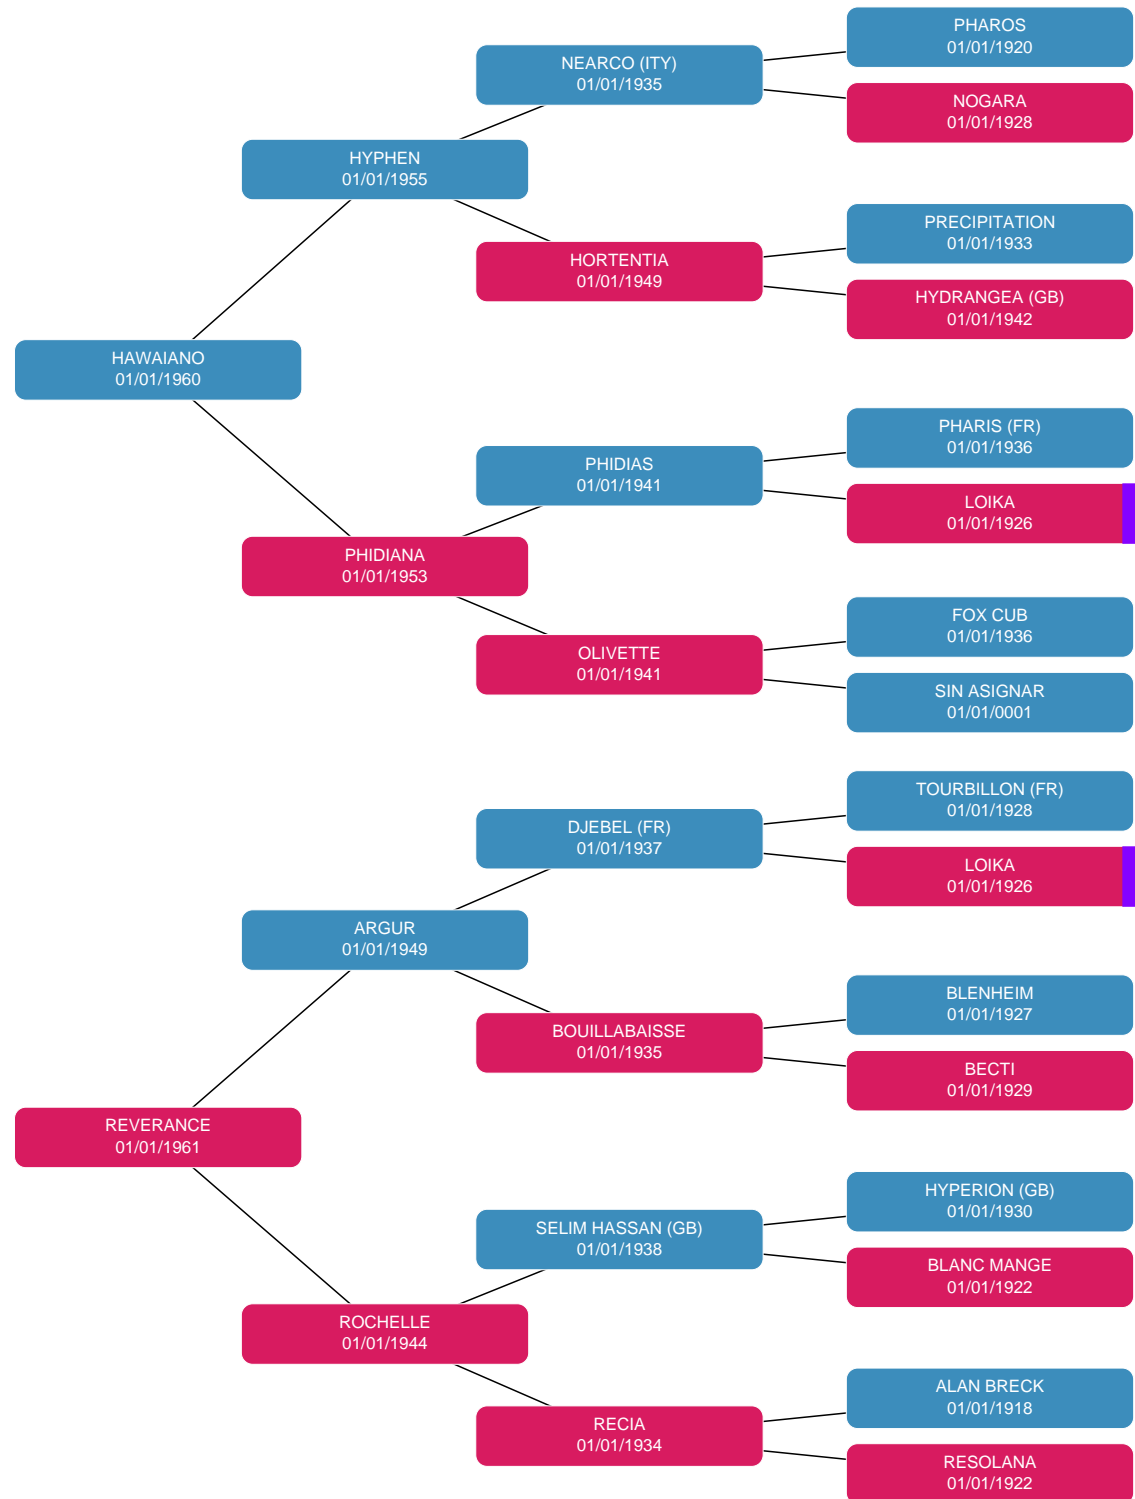 PHAROS
01/01/1920
NEARCO (ITY)
01/01/1935
NOGARA
01/01/1928
HYPHEN
01/01/1955
PRECIPITATION
01/01/1933
HORTENTIA
01/01/1949
HYDRANGEA (GB)
01/01/1942
HAWAIANO
01/01/1960
PHARIS (FR)
01/01/1936
PHIDIAS
01/01/1941
LOIKA
01/01/1926
PHIDIANA
01/01/1953
FOX CUB
01/01/1936
OLIVETTE
01/01/1941
SIN ASIGNAR
01/01/0001
TOURBILLON (FR)
01/01/1928
DJEBEL (FR)
01/01/1937
LOIKA
01/01/1926
ARGUR
01/01/1949
BLENHEIM
01/01/1927
BOUILLABAISSE
01/01/1935
BECTI
01/01/1929
REVERANCE
01/01/1961
HYPERION (GB)
01/01/1930
SELIM HASSAN (GB)
01/01/1938
BLANC MANGE
01/01/1922
ROCHELLE
01/01/1944
ALAN BRECK
01/01/1918
RECIA
01/01/1934
RESOLANA
01/01/1922